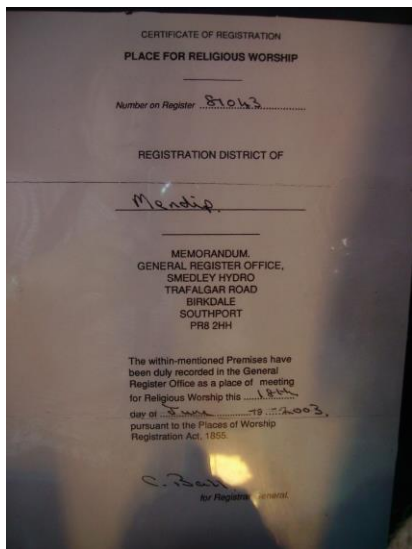 CERTIFICATE OF REGISTRATION
PLACE FOR RELIGIOUS WORSHIP
Number on Register 81043
REGISTRATION DISTRICT OF
Mendip.
MEMORANDUM.
GENERAL REGISTER OFFICE,
SMEDLEY HYDRO
TRAFALGAR ROAD
BIRKDALE
SOUTHPORT
PR8 2HH
The within-mentioned Premises have
been duly recorded in the General
Register Office as a place of meeting
for Religious Worship this 18th
day of June 19 2003,
pursuant to the Places of Worship
Registration Act, 1855.
C.
for Registrar General.